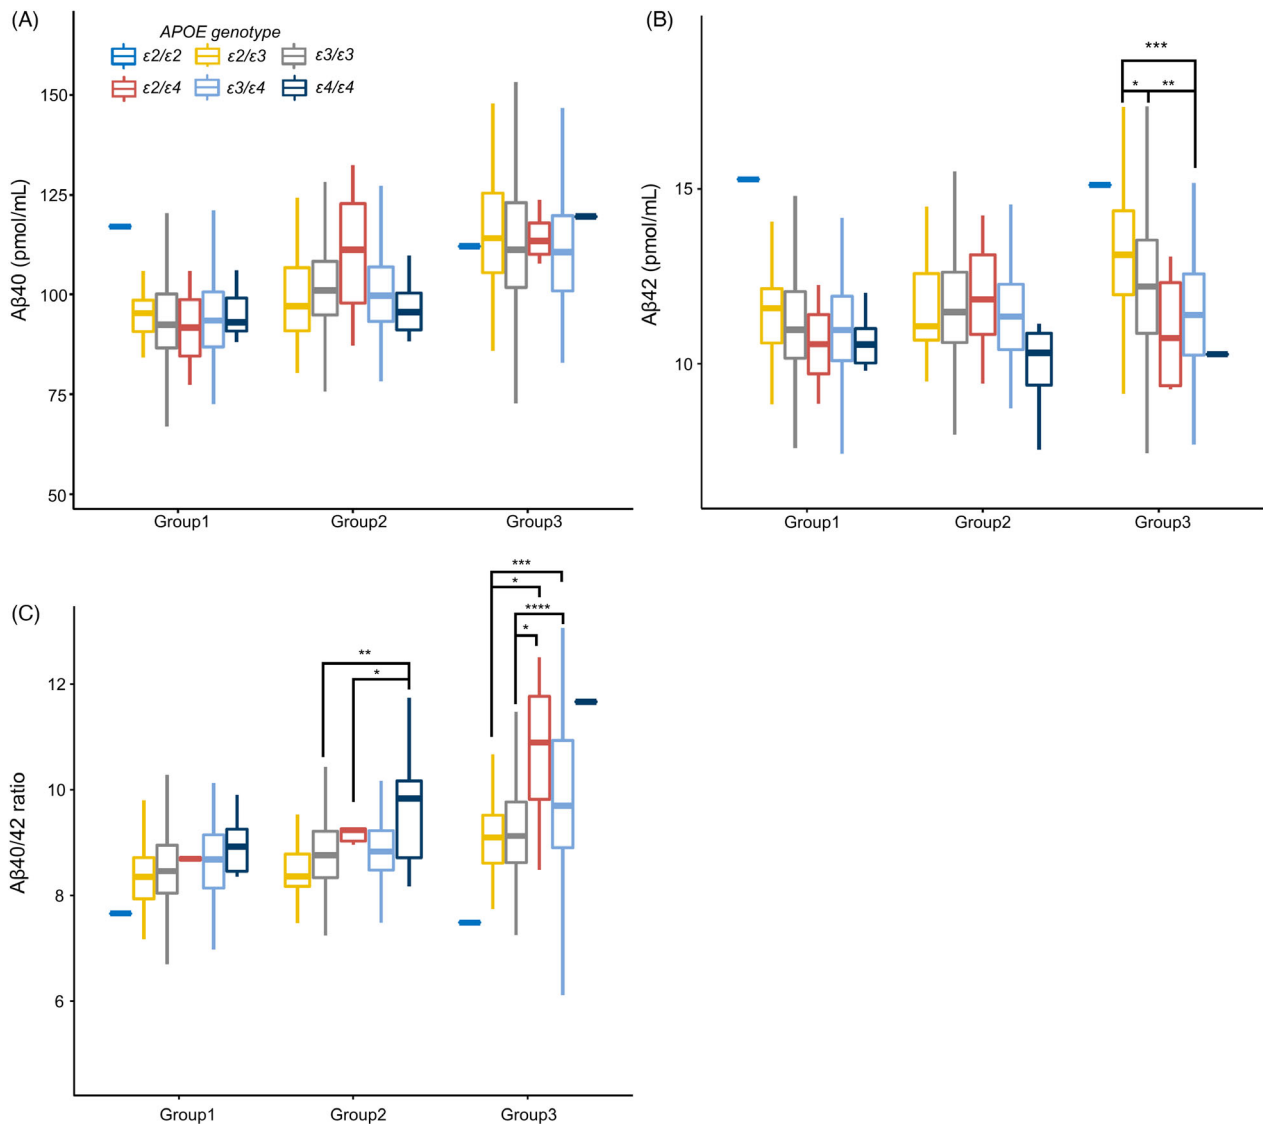 (A)
APOE genotype
ε2/ε2 ε2/ε3 ε3/ε3
ε2/ε4 ε3/ε4 ε4/ε4
Aβ40 (pmol/mL)
150
125
100
75
50
Group1 Group2 Group3
(B)
Aβ42 (pmol/mL)
***
* **
15
10
Group1 Group2 Group3
(C)
Aβ40/42 ratio
***
*
****
*
**
*
12
10
8
6
Group1 Group2 Group3